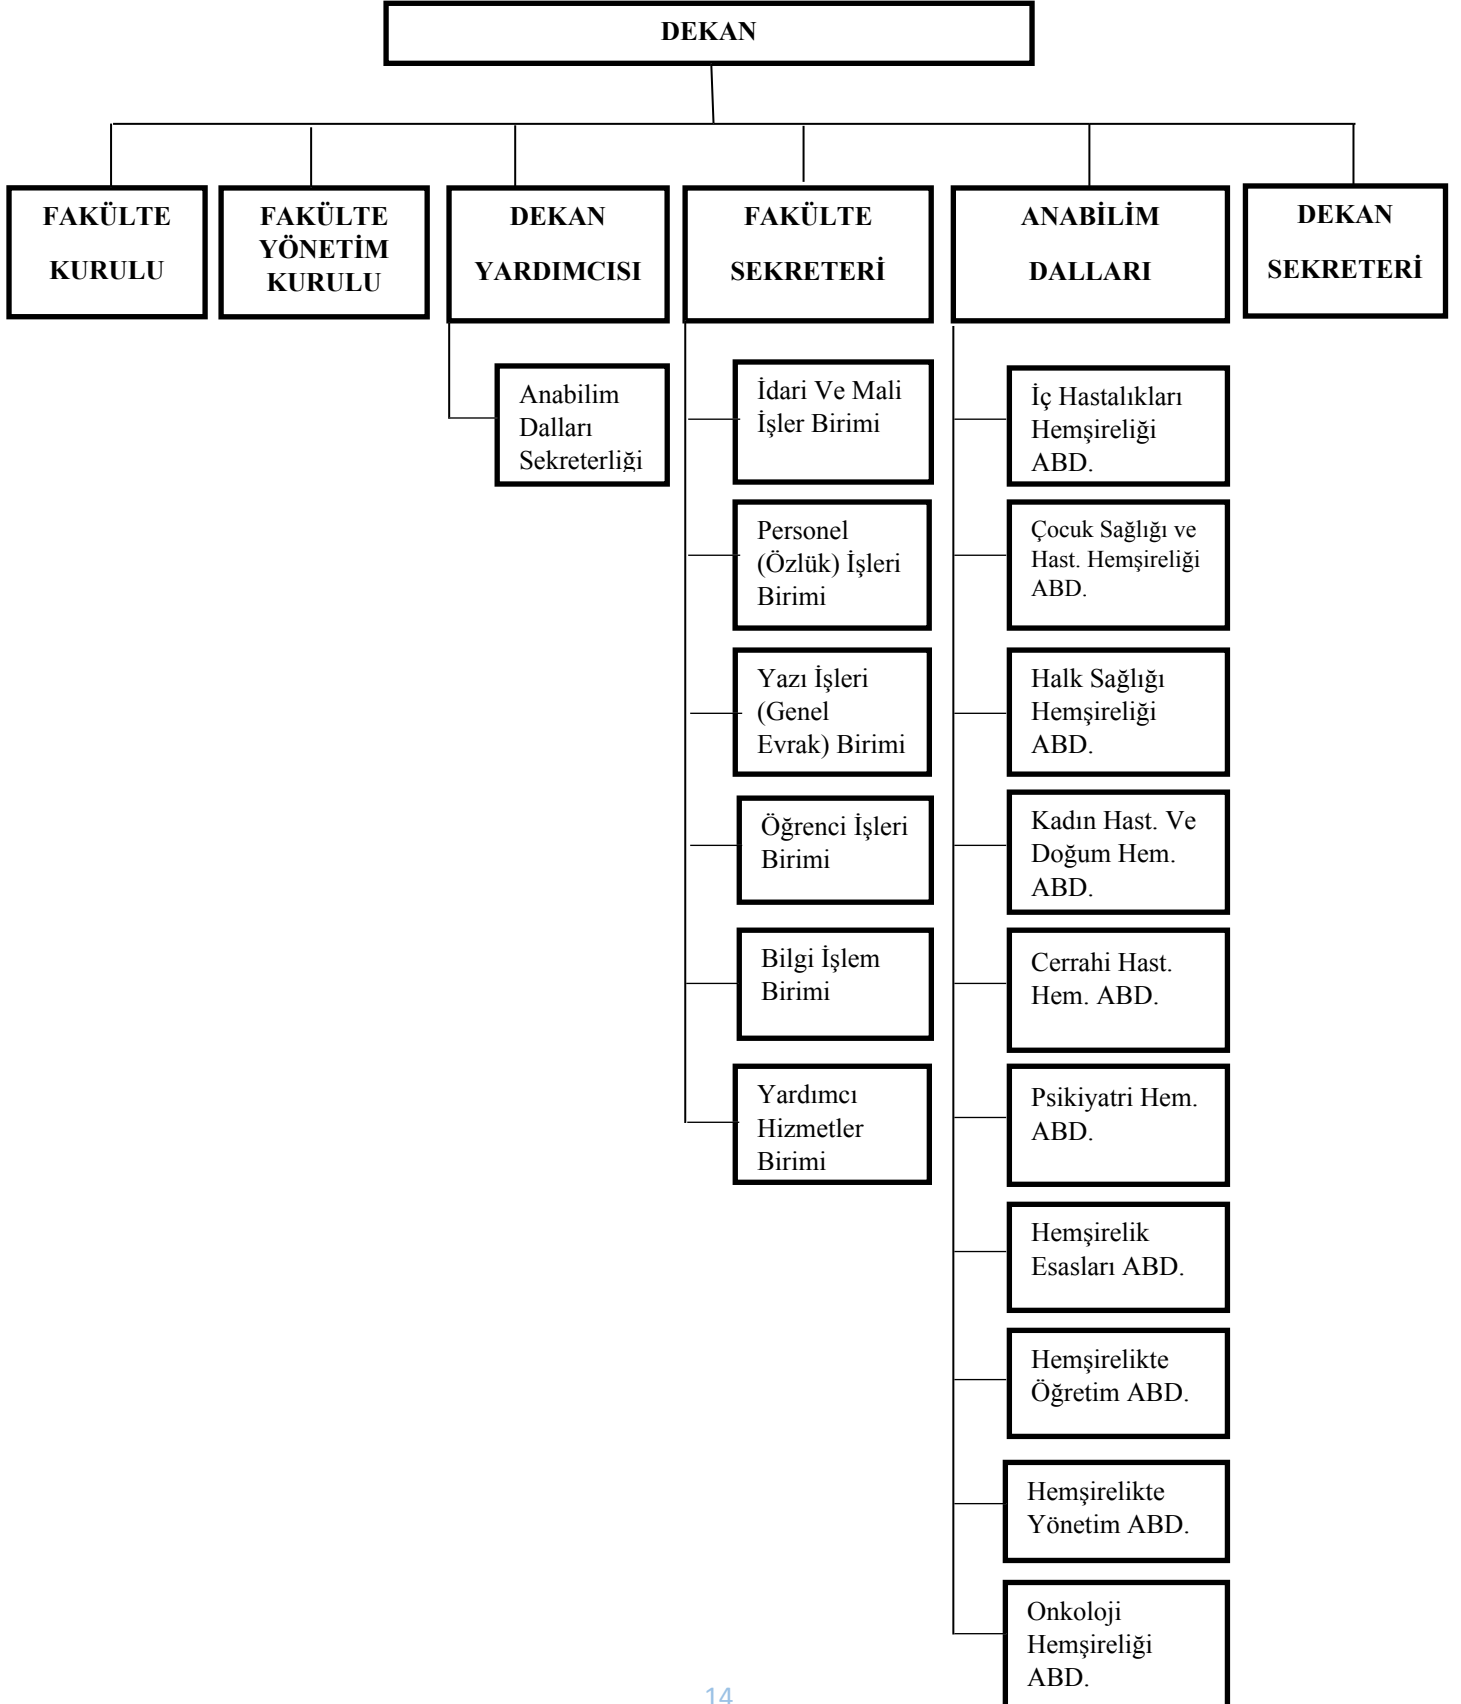 DEKAN
FAKÜLTE
KURULU
FAKÜLTE
YÖNETİM
KURULU
DEKAN
YARDIMCISI
FAKÜLTE
SEKRETERİ
ANABİLİM
DALLARI
DEKAN
SEKRETERİ
Anabilim
Dalları
Sekreterliği
İdari Ve Mali
İşler Birimi
Personel
(Özlük) İşleri
Birimi
Yazı İşleri
(Genel
Evrak) Birimi
Öğrenci İşleri
Birimi
Bilgi İşlem
Birimi
Yardımcı
Hizmetler
Birimi
İç Hastalıkları
Hemşireliği
ABD.
Çocuk Sağlığı ve
Hast. Hemşireliği
ABD.
Halk Sağlığı
Hemşireliği
ABD.
Kadın Hast. Ve
Doğum Hem.
ABD.
Cerrahi Hast.
Hem. ABD.
Psikiyatri Hem.
ABD.
Hemşirelik
Esasları ABD.
Hemşirelikte
Öğretim ABD.
Hemşirelikte
Yönetim ABD.
Onkoloji
Hemşireliği
ABD.
14